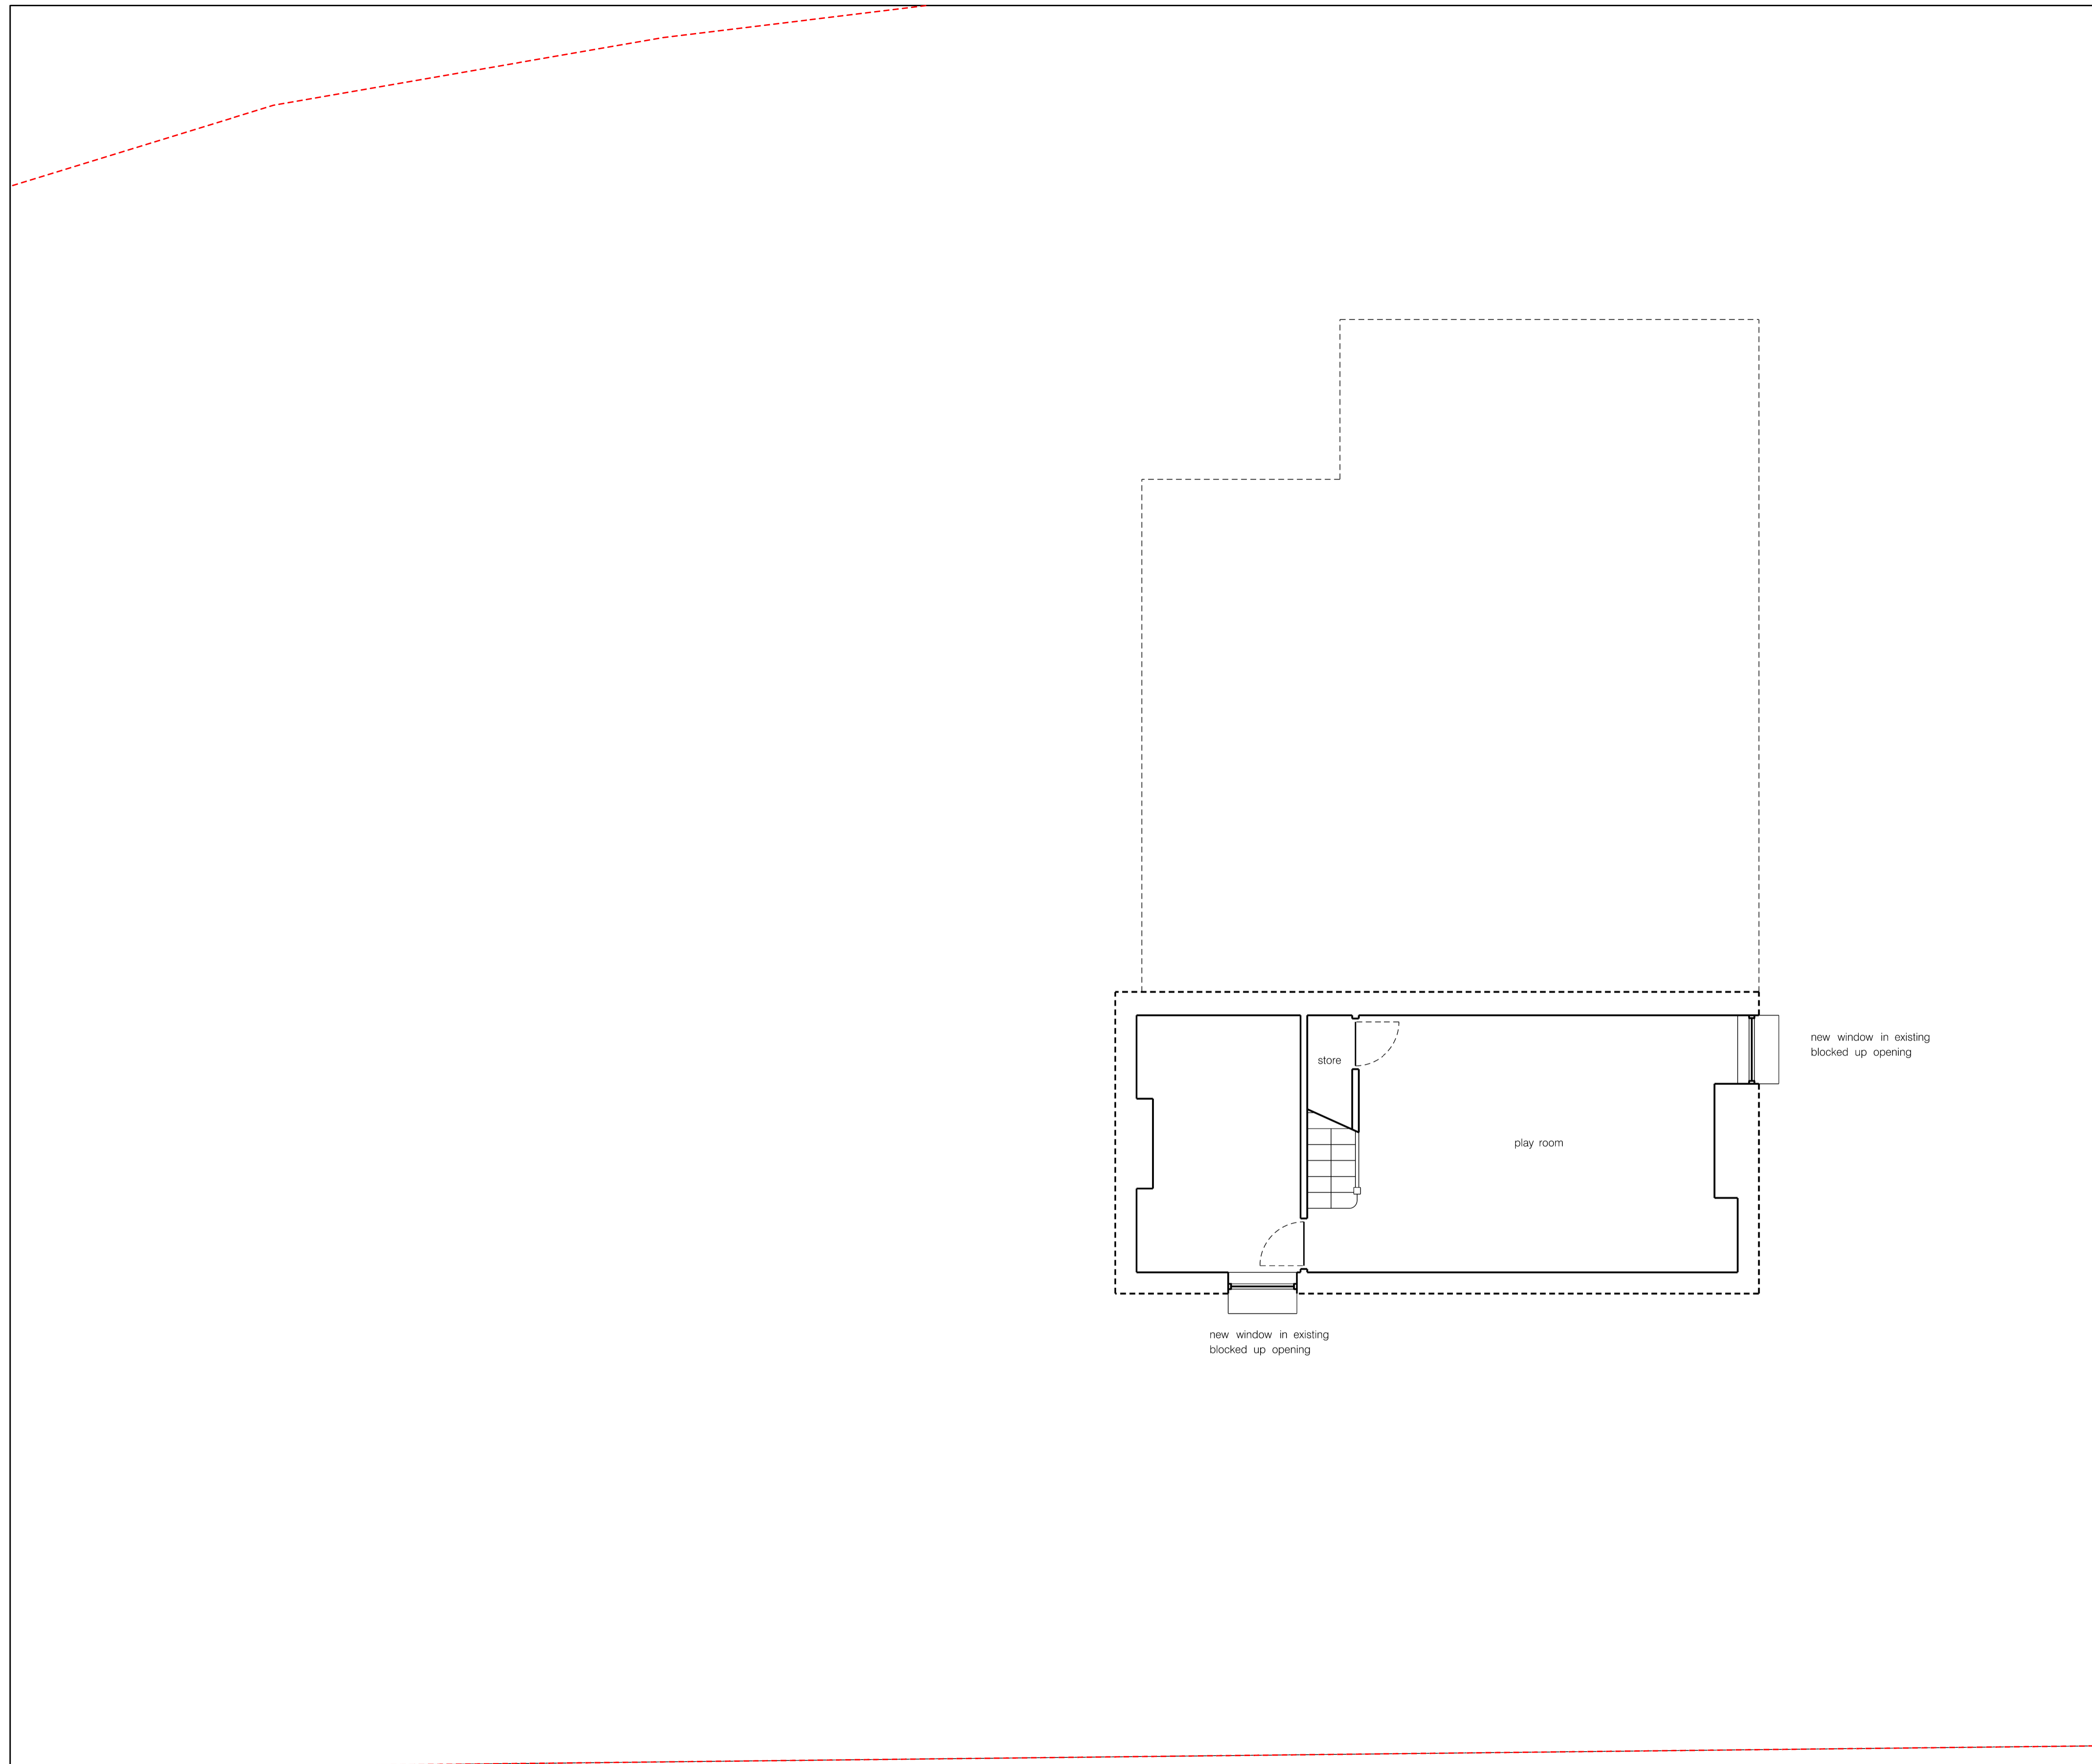 new window in existing
blocked up opening
store
play room
new window in existing
blocked up opening